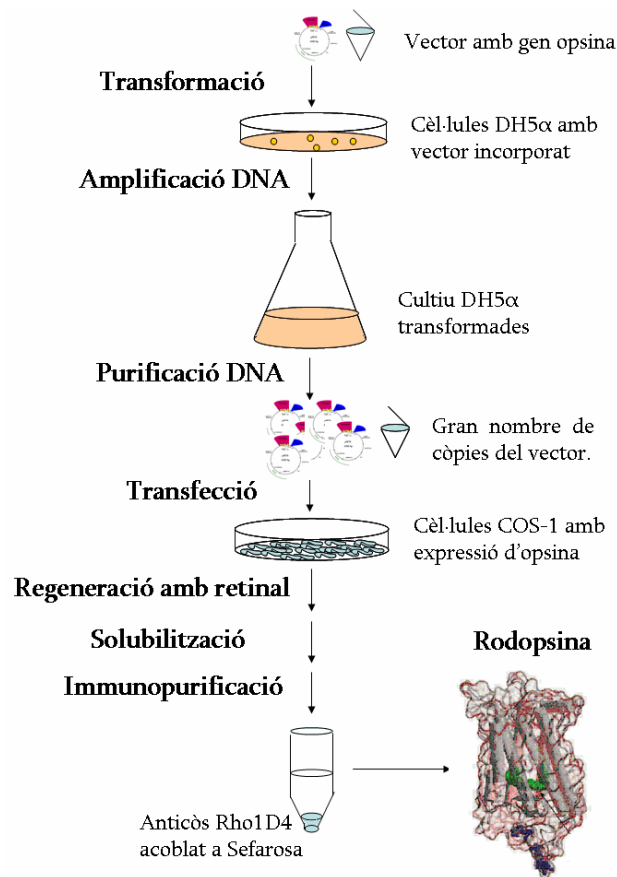 Vector amb gen opsina
Transformació
Cèl·lules DH5α amb
vector incorporat
Amplificació DNA
Cultiu DH5α
transformades
Purificació DNA
Gran nombre de
còpies del vector.
Transfecció
Cèl·lules COS-1 amb
expressió d'opsina
Regeneració amb retinal
Solubilització
Rodopsina
Immunopurificació
Anticòs Rho1D4
acoblat a Sefarosa